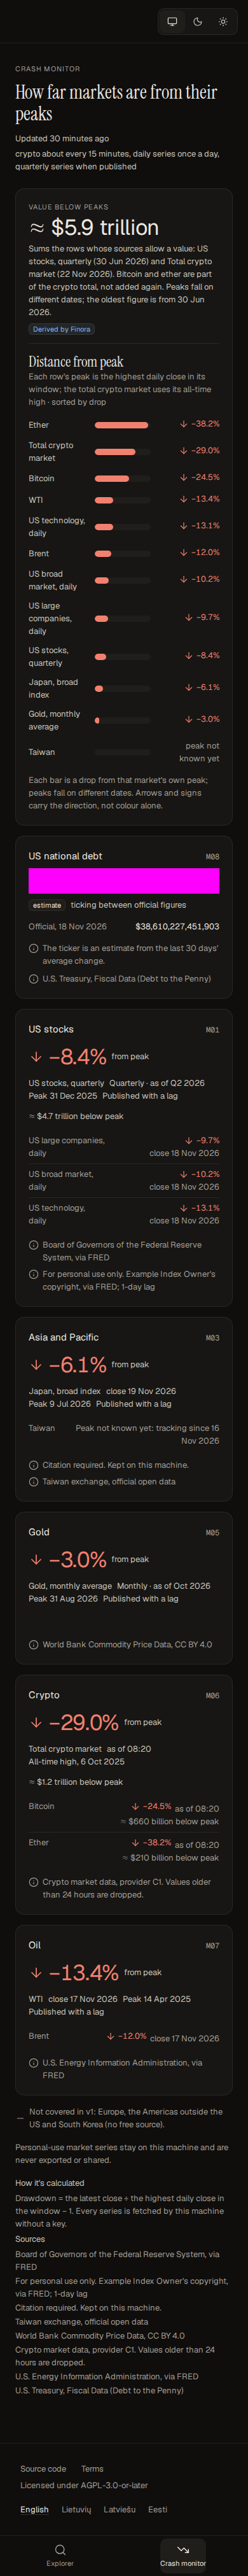 CRASH MONITOR
How far markets are from their
peaks
Updated 30 minutes ago
crypto about every 15 minutes, daily series once a day,
quarterly series when published
VALUE BELOW PEAKS
≈ $5.9 trillion
Sums the rows whose sources allow a value: US
stocks, quarterly (30 Jun 2026) and Total crypto
market (22 Nov 2026). Bitcoin and ether are part
of the crypto total, not added again. Peaks fall on
different dates; the oldest figure is from 30 Jun
2026.
Derived by Finora
Distance from peak
Each row's peak is the highest daily close in its
window; the total crypto market uses its all-time
high · sorted by drop
Ether ↓ −38.2%
Total crypto
market ↓ −29.0%
Bitcoin ↓ −24.5%
WTI ↓ −13.4%
US technology,
daily ↓ −13.1%
Brent ↓ −12.0%
US broad
market, daily ↓ −10.2%
US large
companies,
daily ↓ −9.7%
US stocks,
quarterly ↓ −8.4%
Japan, broad
index ↓ −6.1%
Gold, monthly
average ↓ −3.0%
Taiwan peak not
known yet
Each bar is a drop from that market's own peak;
peaks fall on different dates. Arrows and signs
carry the direction, not colour alone.
US national debt M08
estimate ticking between official figures
Official, 18 Nov 2026 $38,610,227,451,903
The ticker is an estimate from the last 30 days'
average change.
U.S. Treasury, Fiscal Data (Debt to the Penny)
US stocks M01
↓ −8.4% from peak
US stocks, quarterly Quarterly · as of Q2 2026
Peak 31 Dec 2025 Published with a lag
≈ $4.7 trillion below peak
US large companies,
daily
↓ −9.7%
close 18 Nov 2026
US broad market,
daily
↓ −10.2%
close 18 Nov 2026
US technology,
daily
↓ −13.1%
close 18 Nov 2026
Board of Governors of the Federal Reserve
System, via FRED
For personal use only. Example Index Owner's
copyright, via FRED; 1-day lag
Asia and Pacific M03
↓ −6.1% from peak
Japan, broad index close 19 Nov 2026
Peak 9 Jul 2026 Published with a lag
Taiwan Peak not known yet: tracking since 16
Nov 2026
Citation required. Kept on this machine.
Taiwan exchange, official open data
Gold M05
↓ −3.0% from peak
Gold, monthly average Monthly · as of Oct 2026
Peak 31 Aug 2026 Published with a lag
World Bank Commodity Price Data, CC BY 4.0
Crypto M06
↓ −29.0% from peak
Total crypto market as of 08:20
All-time high, 6 Oct 2025
≈ $1.2 trillion below peak
Bitcoin ↓ −24.5% as of 08:20
≈ $660 billion below peak
Ether ↓ −38.2% as of 08:20
≈ $210 billion below peak
Crypto market data, provider C1. Values older
than 24 hours are dropped.
Oil M07
↓ −13.4% from peak
WTI close 17 Nov 2026 Peak 14 Apr 2025
Published with a lag
Brent ↓ −12.0% close 17 Nov 2026
U.S. Energy Information Administration, via
FRED
— Not covered in v1: Europe, the Americas outside the
US and South Korea (no free source).
Personal-use market series stay on this machine and are
never exported or shared.
How it's calculated
Drawdown = the latest close ÷ the highest daily close in
the window − 1. Every series is fetched by this machine
without a key.
Sources
Board of Governors of the Federal Reserve System, via
FRED
For personal use only. Example Index Owner's copyright,
via FRED; 1-day lag
Citation required. Kept on this machine.
Taiwan exchange, official open data
World Bank Commodity Price Data, CC BY 4.0
Crypto market data, provider C1. Values older than 24
hours are dropped.
U.S. Energy Information Administration, via FRED
U.S. Treasury, Fiscal Data (Debt to the Penny)
Source code Terms
Licensed under AGPL-3.0-or-later
English Lietuvių Latviešu Eesti
Explorer Crash monitor